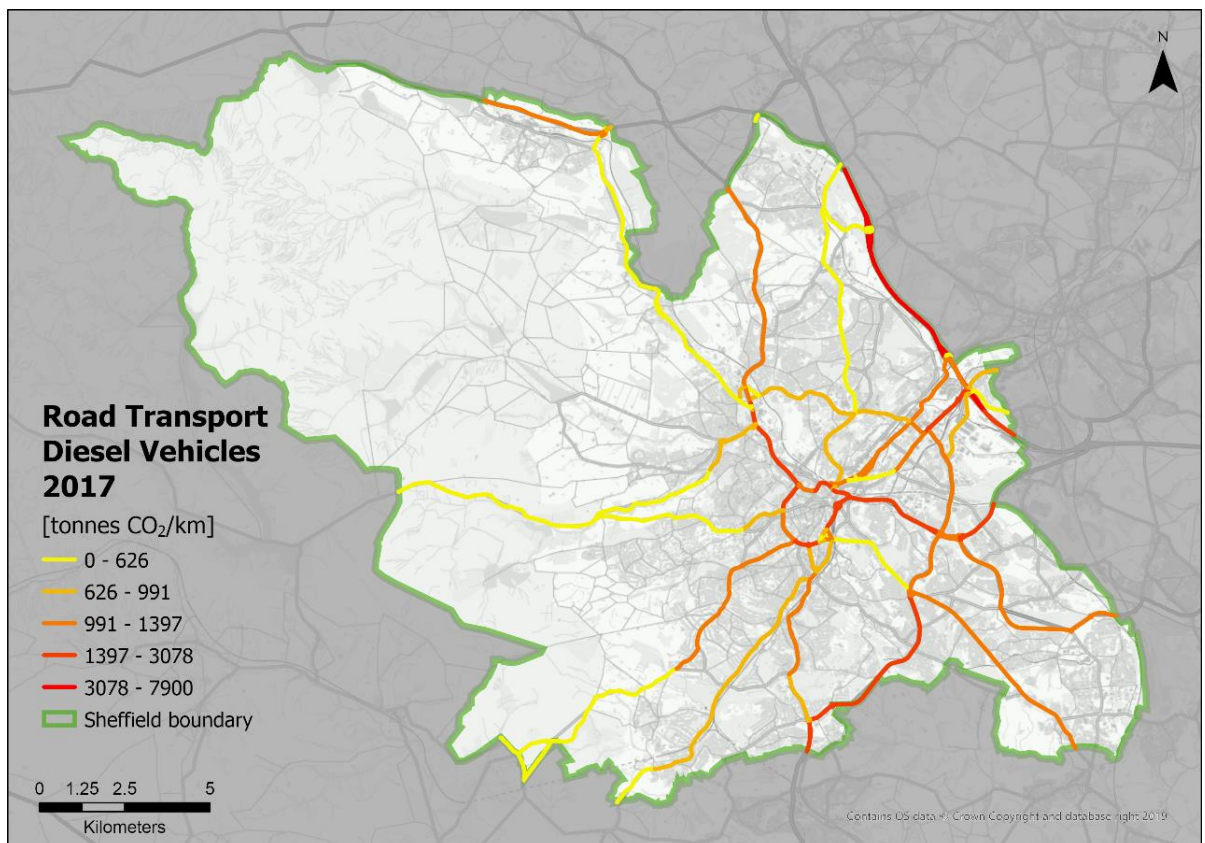 N
Road Transport
Diesel Vehicles
2017
[tonnes CO₂/km]
0 - 626
626 - 991
991 - 1397
1397 - 3078
3078 - 7900
Sheffield boundary
0 1.25 2.5 5
Kilometers
Contains OS data © Crown Copyright and database right 2019